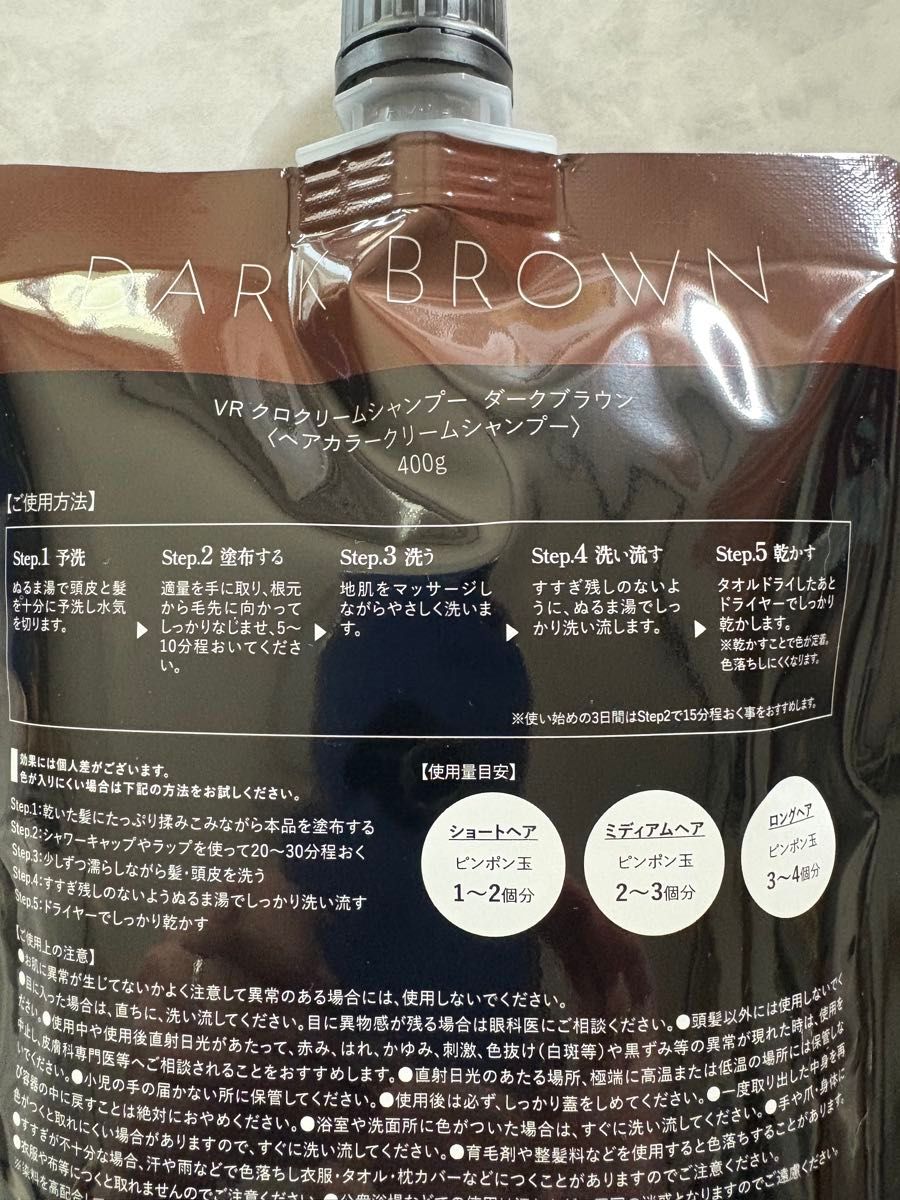 DARK BROWN
VR クロクリームシャンプー ダークブラウン
〈ヘアカラークリームシャンプー〉
400g
【ご使用方法】
Step.1 予洗
ぬるま湯で頭皮と髪
を十分に予洗し水気
を切ります。
Step.2 塗布する
適量を手に取り、根元
から毛先に向かって
しっかりなじませ、5〜
10分程おいてくださ
い。
Step.3 洗う
地肌をマッサージし
ながらやさしく洗いま
す。
Step.4 洗い流す
すすぎ残しのないよ
うに、ぬるま湯でしっ
かり洗い流します。
Step.5 乾かす
タオルドライしたあと
ドライヤーでしっかり
乾かします。
※乾かすことで色が定着。
色落ちしにくくなります。
※使い始めの3日間はStep2で15分程おく事をおすすめします。
効果には個人差がございます。
色が入りにくい場合は下記の方法をお試しください。
Step.1:乾いた髪にたっぷり揉みこみながら本品を塗布する
Step.2:シャワーキャップやラップを使って20〜30分程おく
Step.3:少しずつ濡らしながら髪・頭皮を洗う
Step.4:すすぎ残しのないようぬるま湯でしっかり洗い流す
Step.5:ドライヤーでしっかり乾かす
【使用量目安】
ショートヘア
ピンポン玉
1〜2個分
ミディアムヘア
ピンポン玉
2〜3個分
ロングヘア
ピンポン玉
3〜4個分
【ご使用上の注意】
●お肌に異常が生じてないかよく注意して異常のある場合には、使用しないでください。
●目に入った場合は、直ちに、洗い流してください。目に異物感が残る場合は眼科医にご相談ください。●頭髪以外には使用しないでく
ださい。●使用中や使用後直射日光があたって、赤み、はれ、かゆみ、刺激、色抜け(白斑等)や黒ずみ等の異常が現れた時は、使用を
中止し、皮膚科専門医等へご相談されることをおすすめします。●直射日光のあたる場所、極端に高温または低温の場所には保管しな
いでください。●小児の手の届かない所に保管してください。●使用後は必ず、しっかり蓋をしめてください。●一度取り出した中身を再
び容器の中に戻すことは絶対におやめください。●浴室や洗面所に色がついた場合は、すぐに洗い流してください。●手や爪・身体に
色がつくと取れにくい場合がありますので、すぐに洗い流してください。●育毛剤や整髪料などを使用すると色落ちすることがあります。
●すすぎが不十分な場合、汗や雨などで色落ちし衣服・タオル・枕カバーなどにつくことがありますのでご注意ください。
●衣服や布等につくと取れませんのでご注意ください。
※染料を高配合して